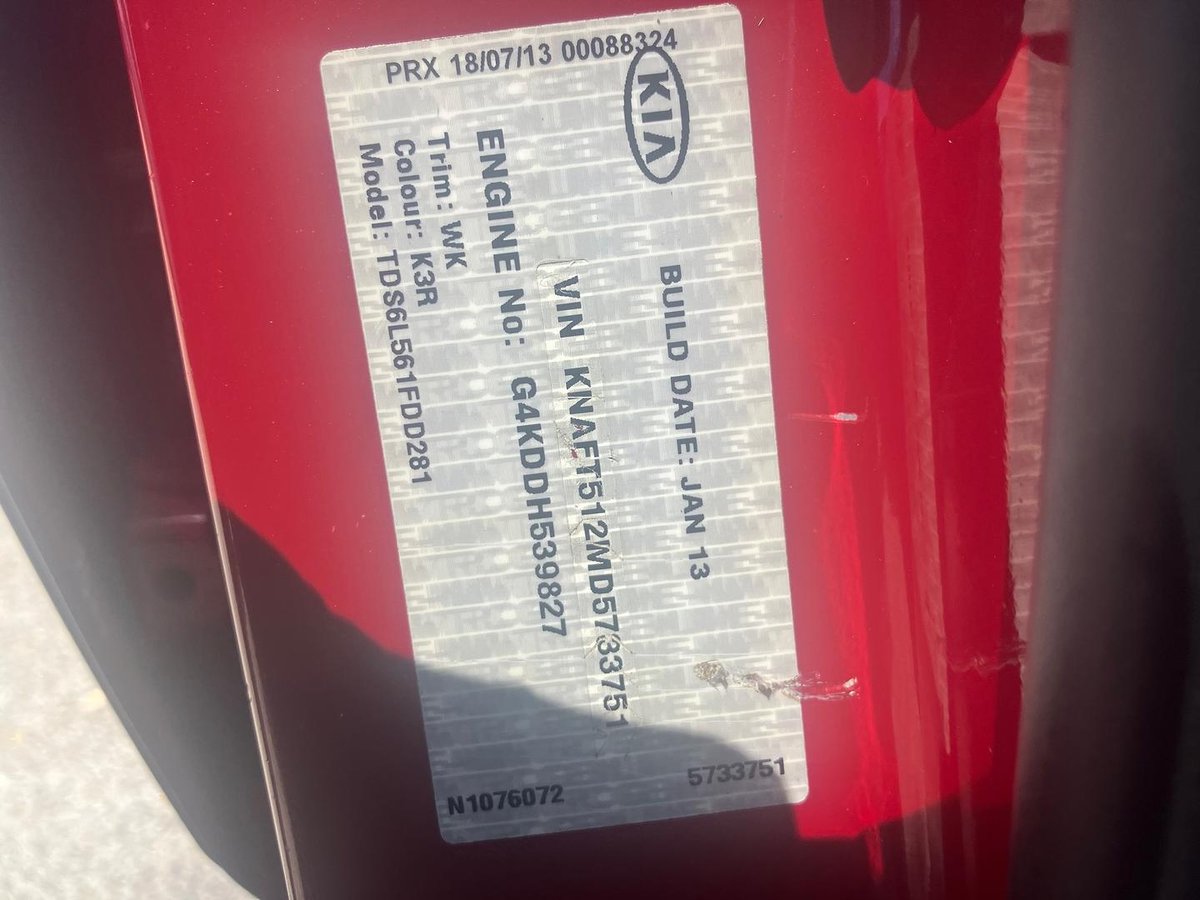 PRX 18/07/13 00088324
KIA
BUILD DATE: JAN 13
VIN KNAFT512MD5733751
ENGINE No: G4KDDH539827
Trim: WK
Colour: K3R
Model: TDS6L561FDD281
N1076072
5733751